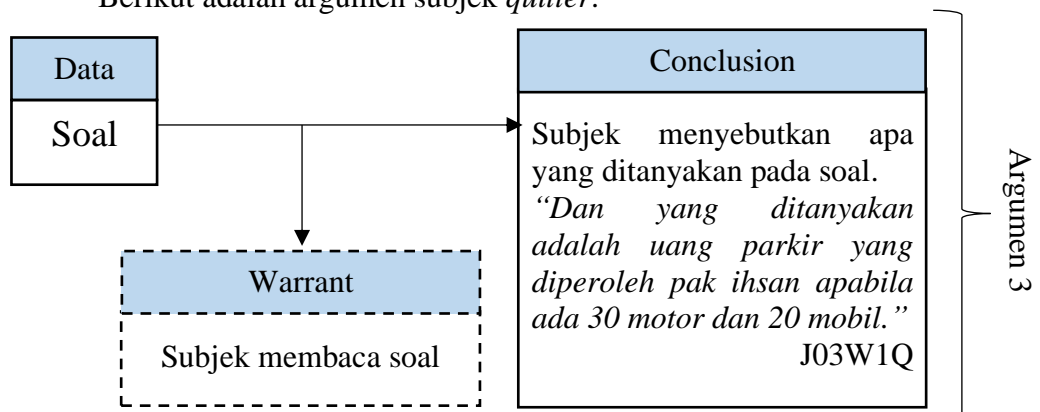 Berikut adalah argumen subjek quitter.
Data
Soal
Conclusion
Subjek menyebutkan apa
yang ditanyakan pada soal.
“Dan yang ditanyakan
adalah uang parkir yang
diperoleh pak ihsan apabila
ada 30 motor dan 20 mobil.”
J03W1Q
Warrant
Subjek membaca soal
Argumen 3